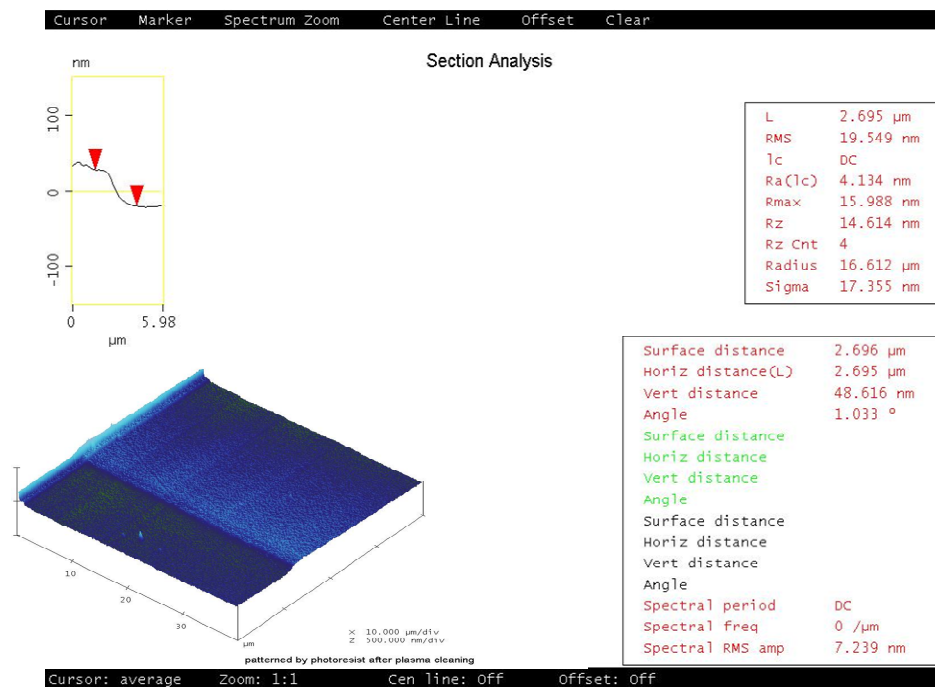 Cursor Marker Spectrum Zoom Center Line Offset Clear
Section Analysis
nm
100
0
-100
0 5.98
µm
L 2.695 µm
RMS 19.549 nm
lc DC
Ra(lc) 4.134 nm
Rmax 15.988 nm
Rz 14.614 nm
Rz Cnt 4
Radius 16.612 µm
Sigma 17.355 nm
Surface distance 2.696 µm
Horiz distance(L) 2.695 µm
Vert distance 48.616 nm
Angle 1.033 º
Surface distance
Horiz distance
Vert distance
Angle
Surface distance
Horiz distance
Vert distance
Angle
Spectral period DC
Spectral freq 0 /µm
Spectral RMS amp 7.239 nm
10
20
30
µm
X 10.000 µm/div
Z 500.000 nm/div
patterned by photoresist after plasma cleaning
Cursor: average Zoom: 1:1 Cen line: Off Offset: Off